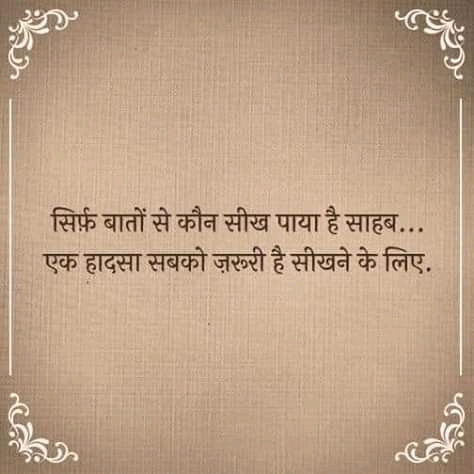 सिर्फ़ बातों से कौन सीख पाया है साहब...
एक हादसा सबको ज़रूरी है सीखने के लिए.